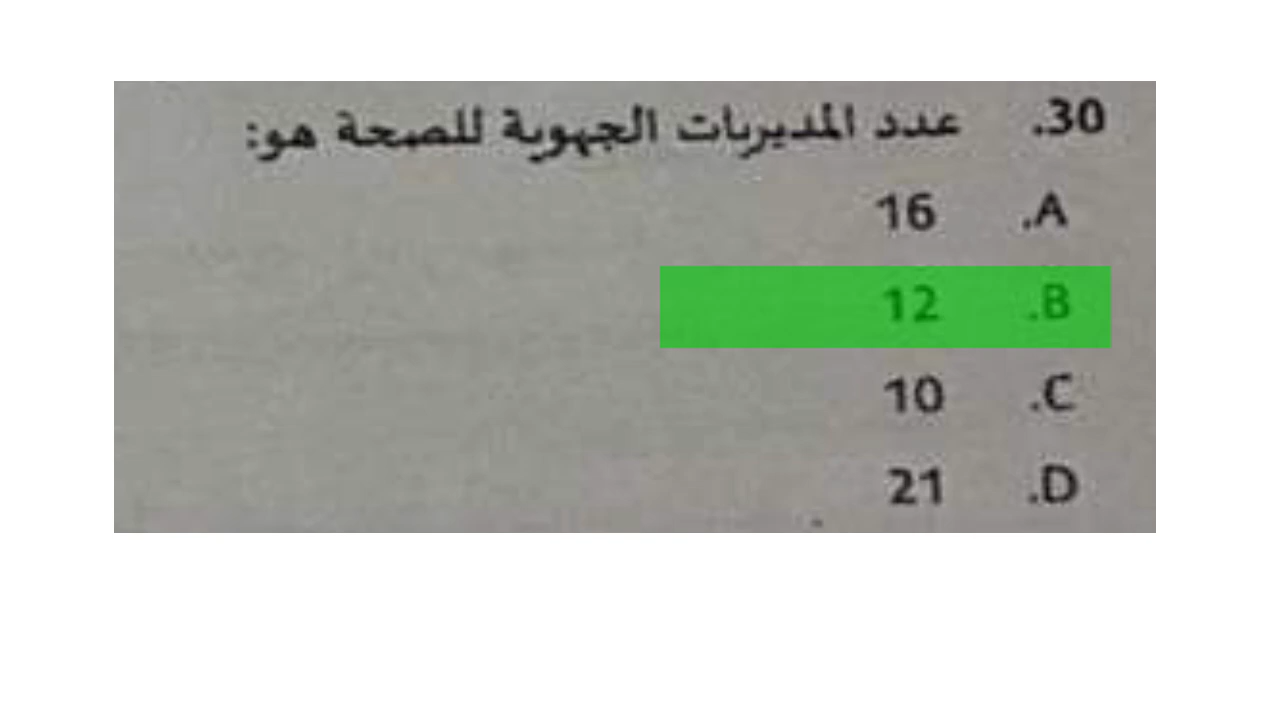 30. عدد المديريات الجهوية للصحة هو:
A. 16
B. 12
C. 10
D. 21